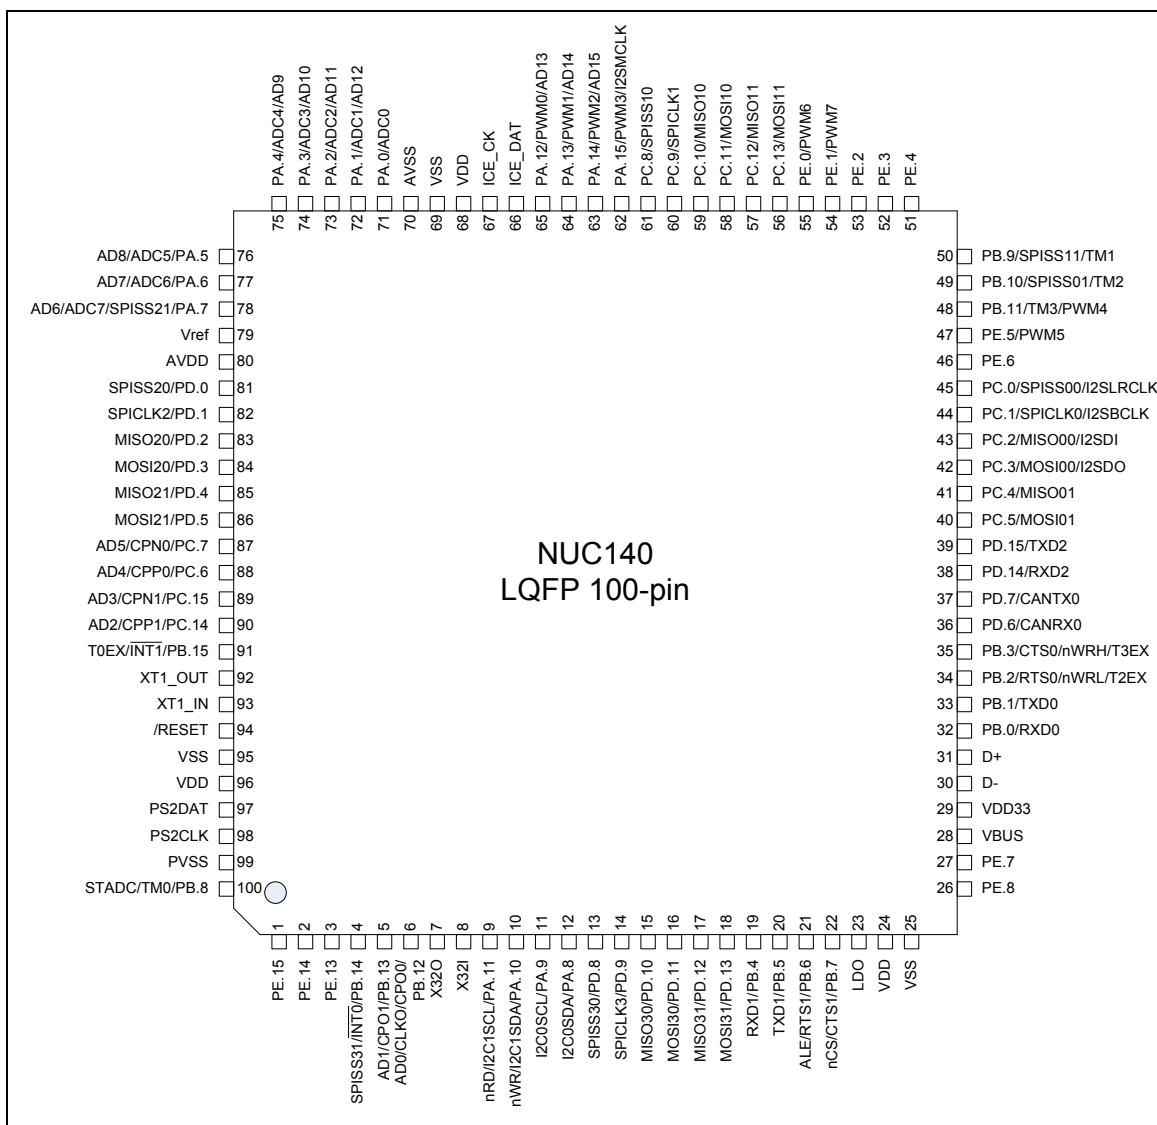 PA.4/ADC4/AD9
PA.3/ADC3/AD10
PA.2/ADC2/AD11
PA.1/ADC1/AD12
PA.0/ADC0
AVSS
VSS
VDD
ICE_CK
ICE_DAT
PA.12/PWM0/AD13
PA.13/PWM1/AD14
PA.14/PWM2/AD15
PA.15/PWM3/I2SMCLK
PC.8/SPISS10
PC.9/SPICLK1
PC.10/MISO10
PC.11/MOSI10
PC.12/MISO11
PC.13/MOSI11
PE.0/PWM6
PE.1/PWM7
PE.2
PE.3
PE.4
75 74 73 72 71 70 69 68 67 66 65 64 63 62 61 60 59 58 57 56 55 54 53 52 51
AD8/ADC5/PA.5 76
AD7/ADC6/PA.6 77
AD6/ADC7/SPISS21/PA.7 78
Vref 79
AVDD 80
SPISS20/PD.0 81
SPICLK2/PD.1 82
MISO20/PD.2 83
MOSI20/PD.3 84
MISO21/PD.4 85
MOSI21/PD.5 86
AD5/CPN0/PC.7 87
AD4/CPP0/PC.6 88
AD3/CPN1/PC.15 89
AD2/CPP1/PC.14 90
T0EX/INT1/PB.15 91
XT1_OUT 92
XT1_IN 93
/RESET 94
VSS 95
VDD 96
PS2DAT 97
PS2CLK 98
PVSS 99
STADC/TM0/PB.8 100
NUC140
LQFP 100-pin
50 PB.9/SPISS11/TM1
49 PB.10/SPISS01/TM2
48 PB.11/TM3/PWM4
47 PE.5/PWM5
46 PE.6
45 PC.0/SPISS00/I2SLRCLK
44 PC.1/SPICLK0/I2SBCLK
43 PC.2/MISO00/I2SDI
42 PC.3/MOSI00/I2SDO
41 PC.4/MISO01
40 PC.5/MOSI01
39 PD.15/TXD2
38 PD.14/RXD2
37 PD.7/CANTX0
36 PD.6/CANRX0
35 PB.3/CTS0/nWRH/T3EX
34 PB.2/RTS0/nWRL/T2EX
33 PB.1/TXD0
32 PB.0/RXD0
31 D+
30 D-
29 VDD33
28 VBUS
27 PE.7
26 PE.8
1 2 3 4 5 6 7 8 9 10 11 12 13 14 15 16 17 18 19 20 21 22 23 24 25
PE.15
PE.14
PE.13
SPISS31/INT0/PB.14
AD1/CPO1/PB.13
AD0/CLKO/CPO0/
PB.12
X32O
X32I
nRD/I2C1SCL/PA.11
nWR/I2C1SDA/PA.10
I2C0SCL/PA.9
I2C0SDA/PA.8
SPISS30/PD.8
SPICLK3/PD.9
MISO30/PD.10
MOSI30/PD.11
MISO31/PD.12
MOSI31/PD.13
RXD1/PB.4
TXD1/PB.5
ALE/RTS1/PB.6
nCS/CTS1/PB.7
LDO
VDD
VSS